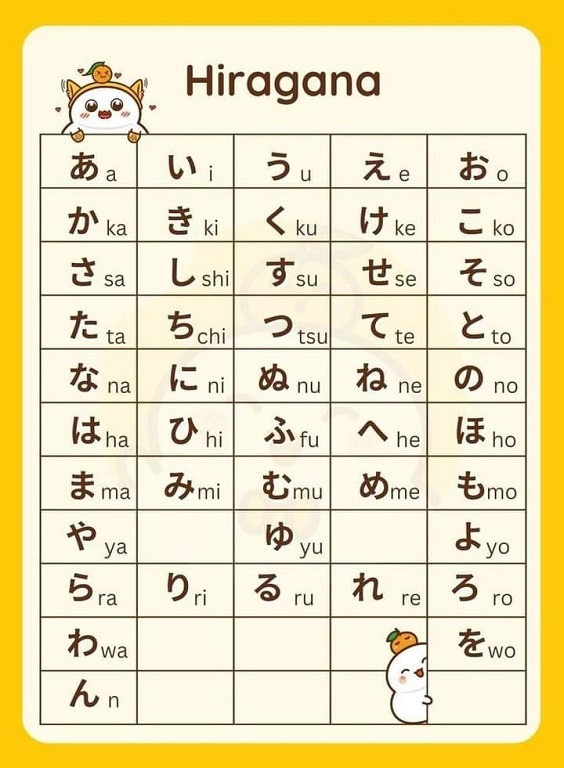 Hiragana
あ a い i う u え e お o
か ka き ki く ku け ke こ ko
さ sa し shi す su せ se そ so
た ta ち chi つ tsu て te と to
な na に ni ぬ nu ね ne の no
は ha ひ hi ふ fu へ he ほ ho
ま ma み mi む mu め me も mo
や ya ゆ yu よ yo
ら ra り ri る ru れ re ろ ro
わ wa を wo
ん n